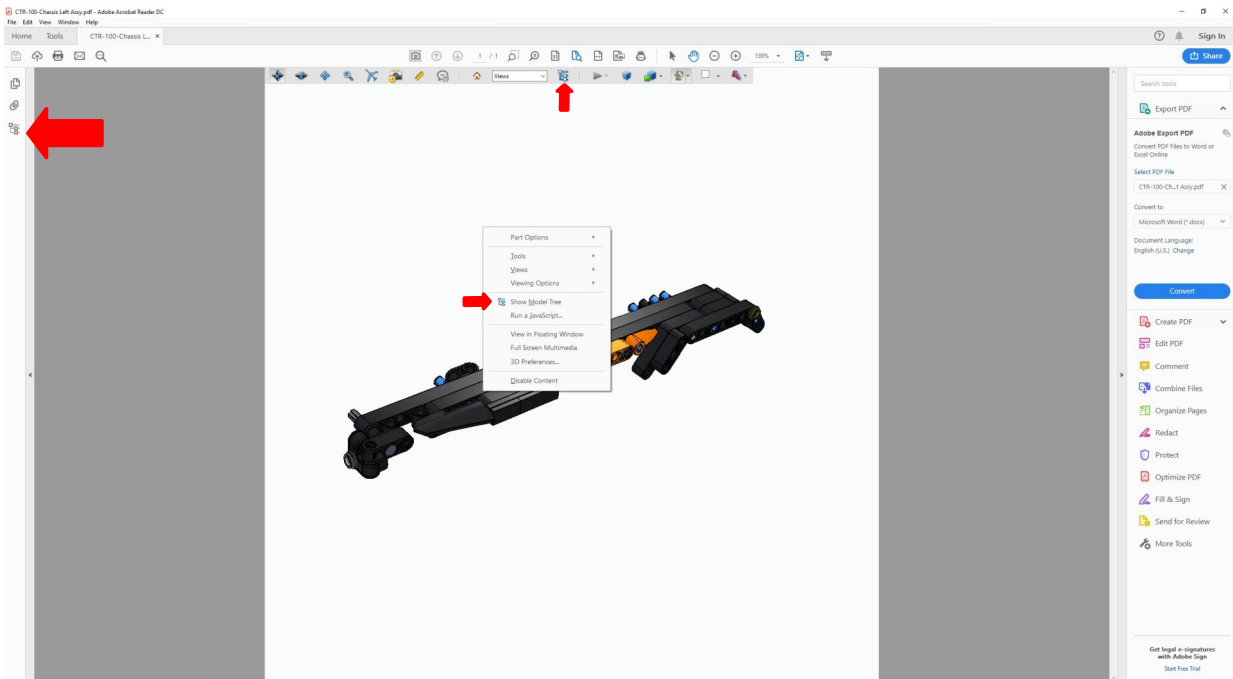 CTR-100-Chassis Left Assy.pdf - Adobe Acrobat Reader DC
File Edit View Window Help
Home Tools CTR-100-Chassis L... ×
Sign In
1 / 1
139%
Share
Views
Search tools
Export PDF
Adobe Export PDF
Convert PDF Files to Word or
Excel Online
Select PDF File
CTR-100-Ch...t Assy.pdf
Convert to
Microsoft Word (*.docx)
Document Language:
English (U.S.) Change
Convert
Create PDF
Edit PDF
Comment
Combine Files
Organize Pages
Redact
Protect
Optimize PDF
Fill & Sign
Send for Review
More Tools
Get legal e-signatures
with Adobe Sign
Start Free Trial
Part Options
Tools
Views
Viewing Options
Show Model Tree
Run a JavaScript...
View in Floating Window
Full Screen Multimedia
3D Preferences...
Disable Content